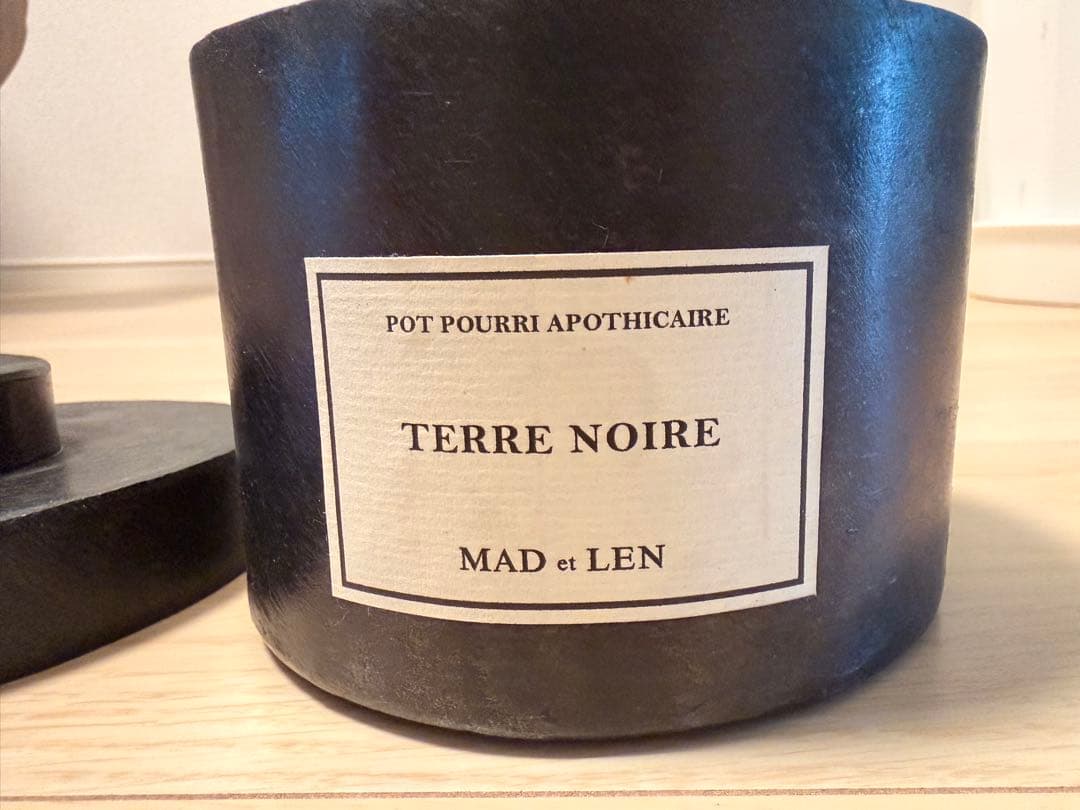 POT POURRI APOTHICAIRE
TERRE NOIRE
MAD et LEN